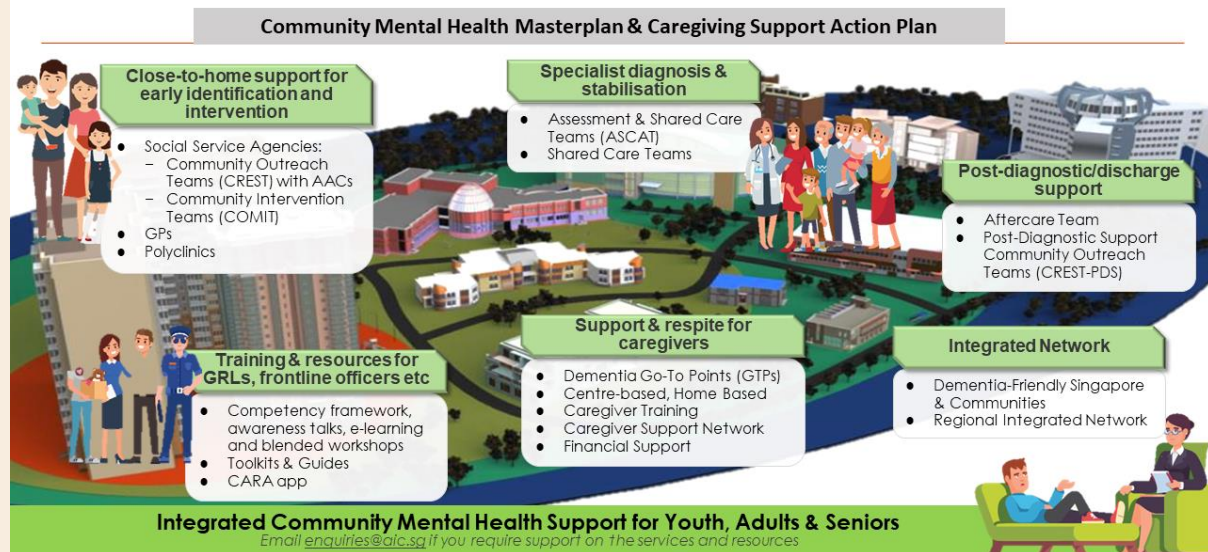 Community Mental Health Masterplan & Caregiving Support Action Plan
Close-to-home support for
early identification and
intervention
● Social Service Agencies:
− Community Outreach
Teams (CREST) with AACs
− Community Intervention
Teams (COMIT)
● GPs
● Polyclinics
Specialist diagnosis &
stabilisation
● Assessment & Shared Care
Teams (ASCAT)
● Shared Care Teams
Post-diagnostic/discharge
support
● Aftercare Team
● Post-Diagnostic Support
Community Outreach
Teams (CREST-PDS)
Training & resources for
GRLs, frontline officers etc
● Competency framework,
awareness talks, e-learning
and blended workshops
● Toolkits & Guides
● CARA app
Support & respite for
caregivers
● Dementia Go-To Points (GTPs)
● Centre-based, Home Based
● Caregiver Training
● Caregiver Support Network
● Financial Support
Integrated Network
● Dementia-Friendly Singapore
& Communities
● Regional Integrated Network
Integrated Community Mental Health Support for Youth, Adults & Seniors
Email enquiries@aic.sg if you require support on the services and resources